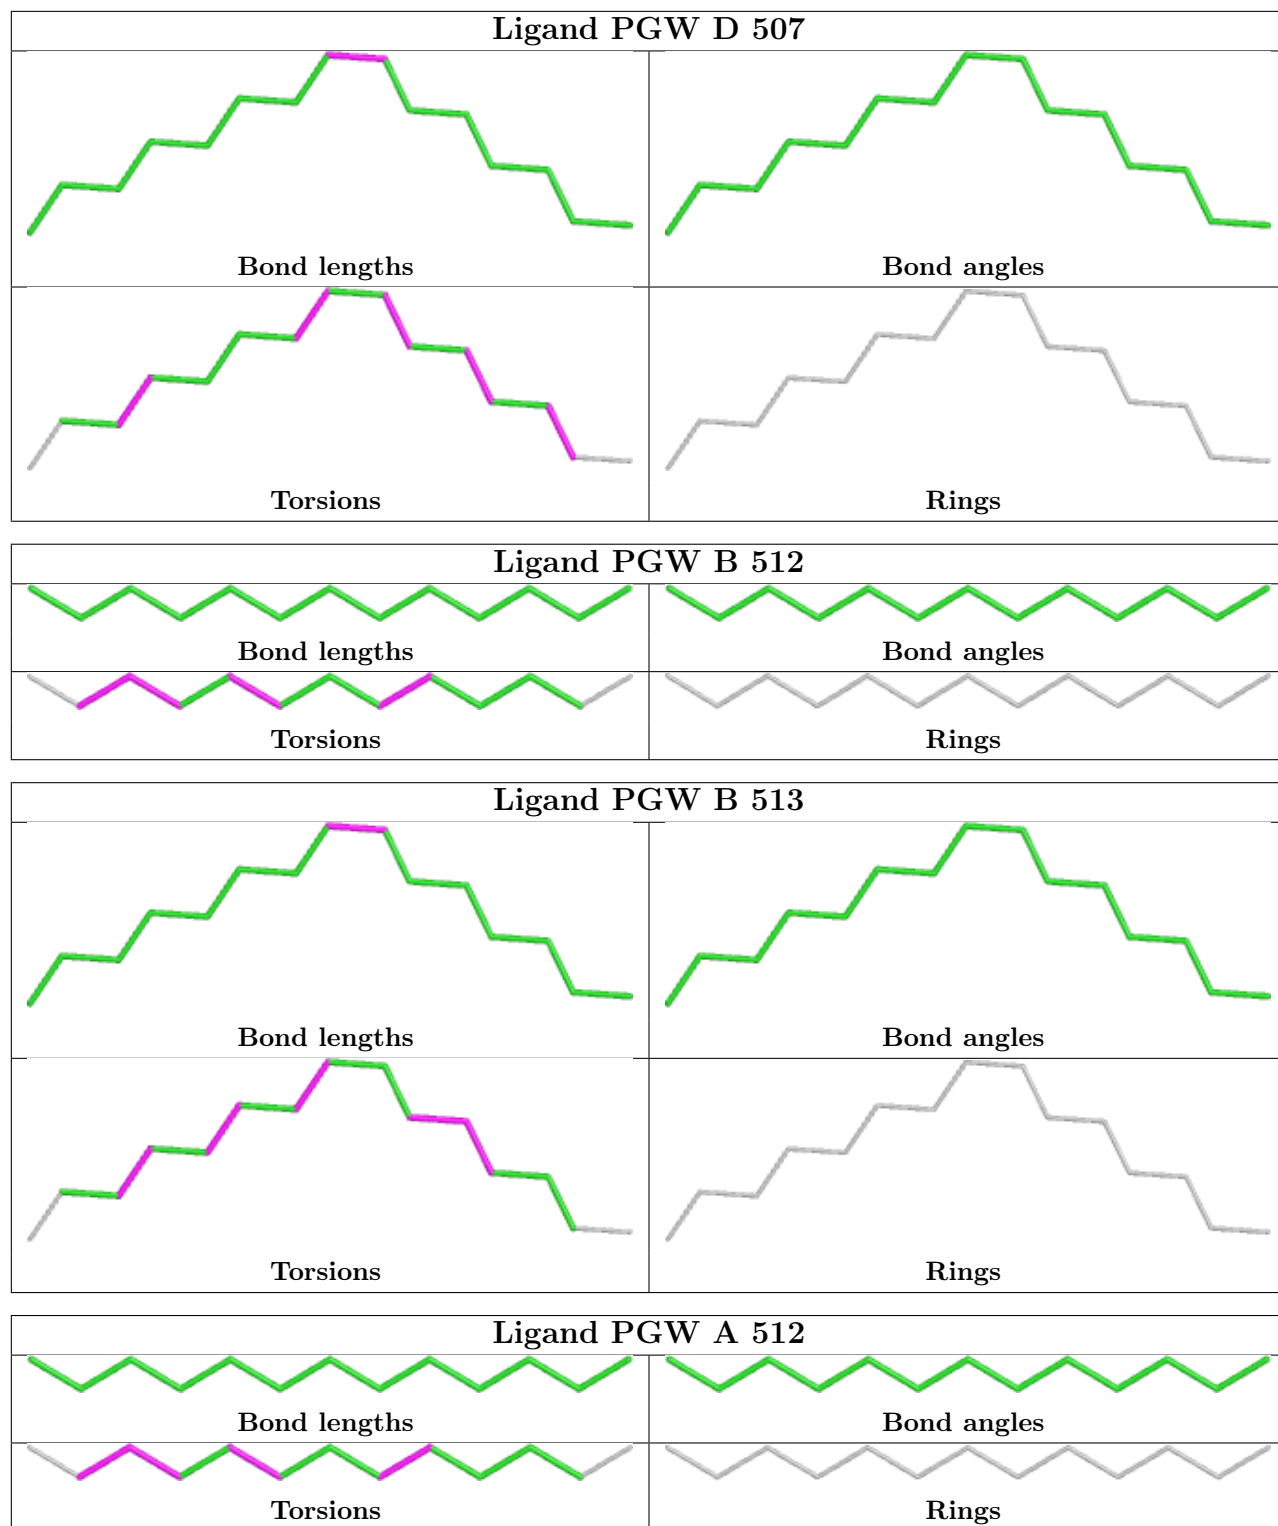 Ligand PGW D 507
Bond lengths
Bond angles
Torsions
Rings
Ligand PGW B 512
Bond lengths
Bond angles
Torsions
Rings
Ligand PGW B 513
Bond lengths
Bond angles
Torsions
Rings
Ligand PGW A 512
Bond lengths
Bond angles
Torsions
Rings